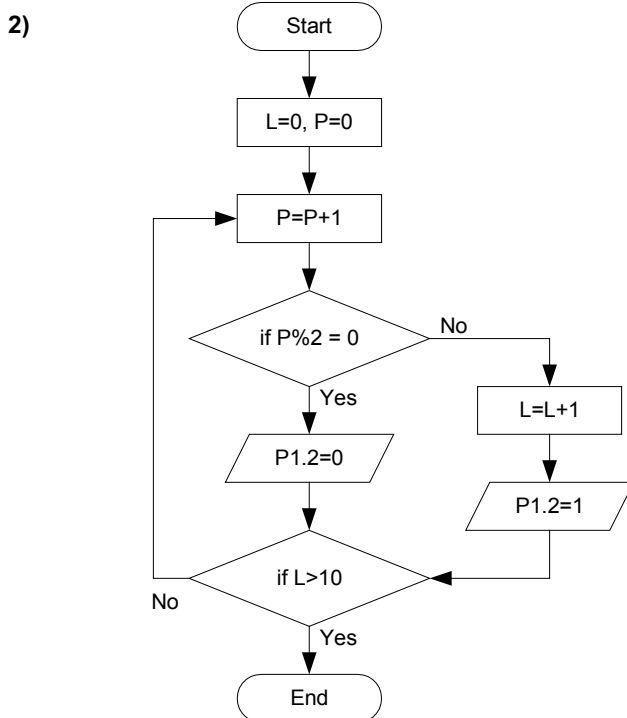 2)
Start
L=0, P=0
P=P+1
if P%2 = 0
No
Yes
L=L+1
P1.2=0
P1.2=1
if L>10
No
Yes
End